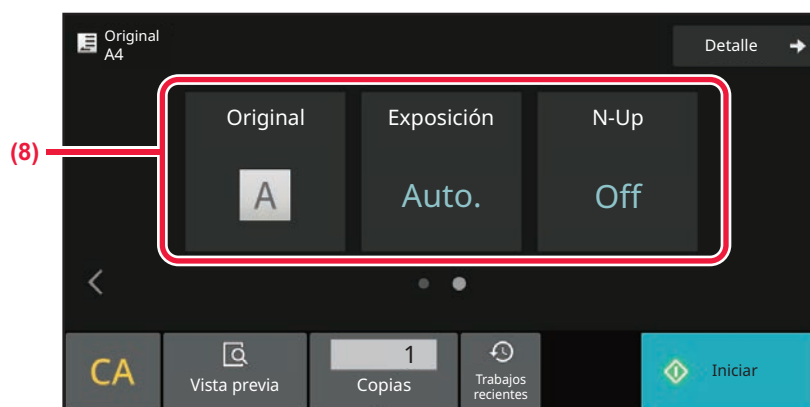 Original
A4
Detalle
Original
Exposición
N-Up
(8)
A
Auto.
Off
CA
Vista previa
1
Copias
Trabajos
recientes
Iniciar